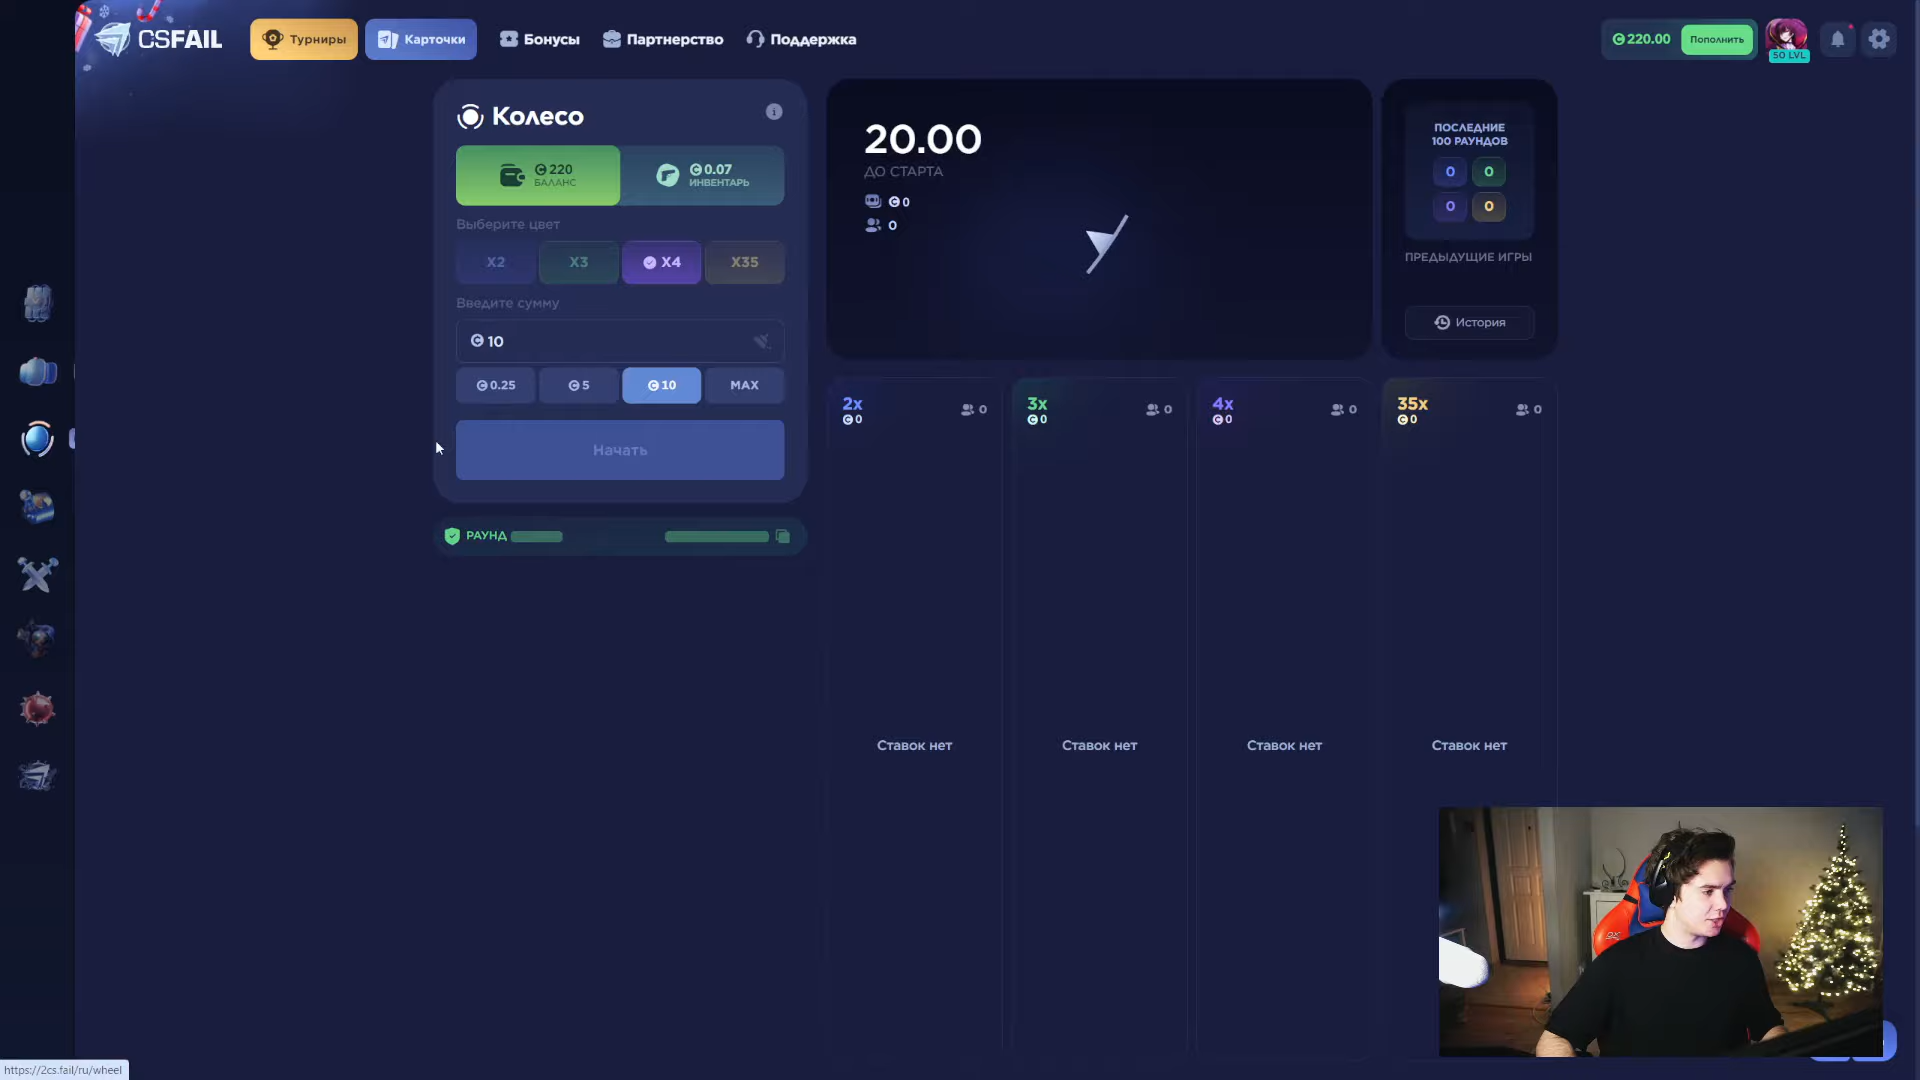 CSFAIL
Турниры
Карточки
Бонусы
Партнерство
Поддержка
220.00
Пополнить
50 LVL
Колесо
220
БАЛАНС
0.07
ИНВЕНТАРЬ
Выберите цвет
X2
X3
X4
X35
Введите сумму
10
0.25
5
10
MAX
Начать
РАУНД
20.00
ДО СТАРТА
0
0
ПОСЛЕДНИЕ
100 РАУНДОВ
0
0
0
0
ПРЕДЫДУЩИЕ ИГРЫ
История
2x
0
0
3x
0
0
4x
0
0
35x
0
0
Ставок нет
Ставок нет
Ставок нет
Ставок нет
https://2cs.fail/ru/wheel